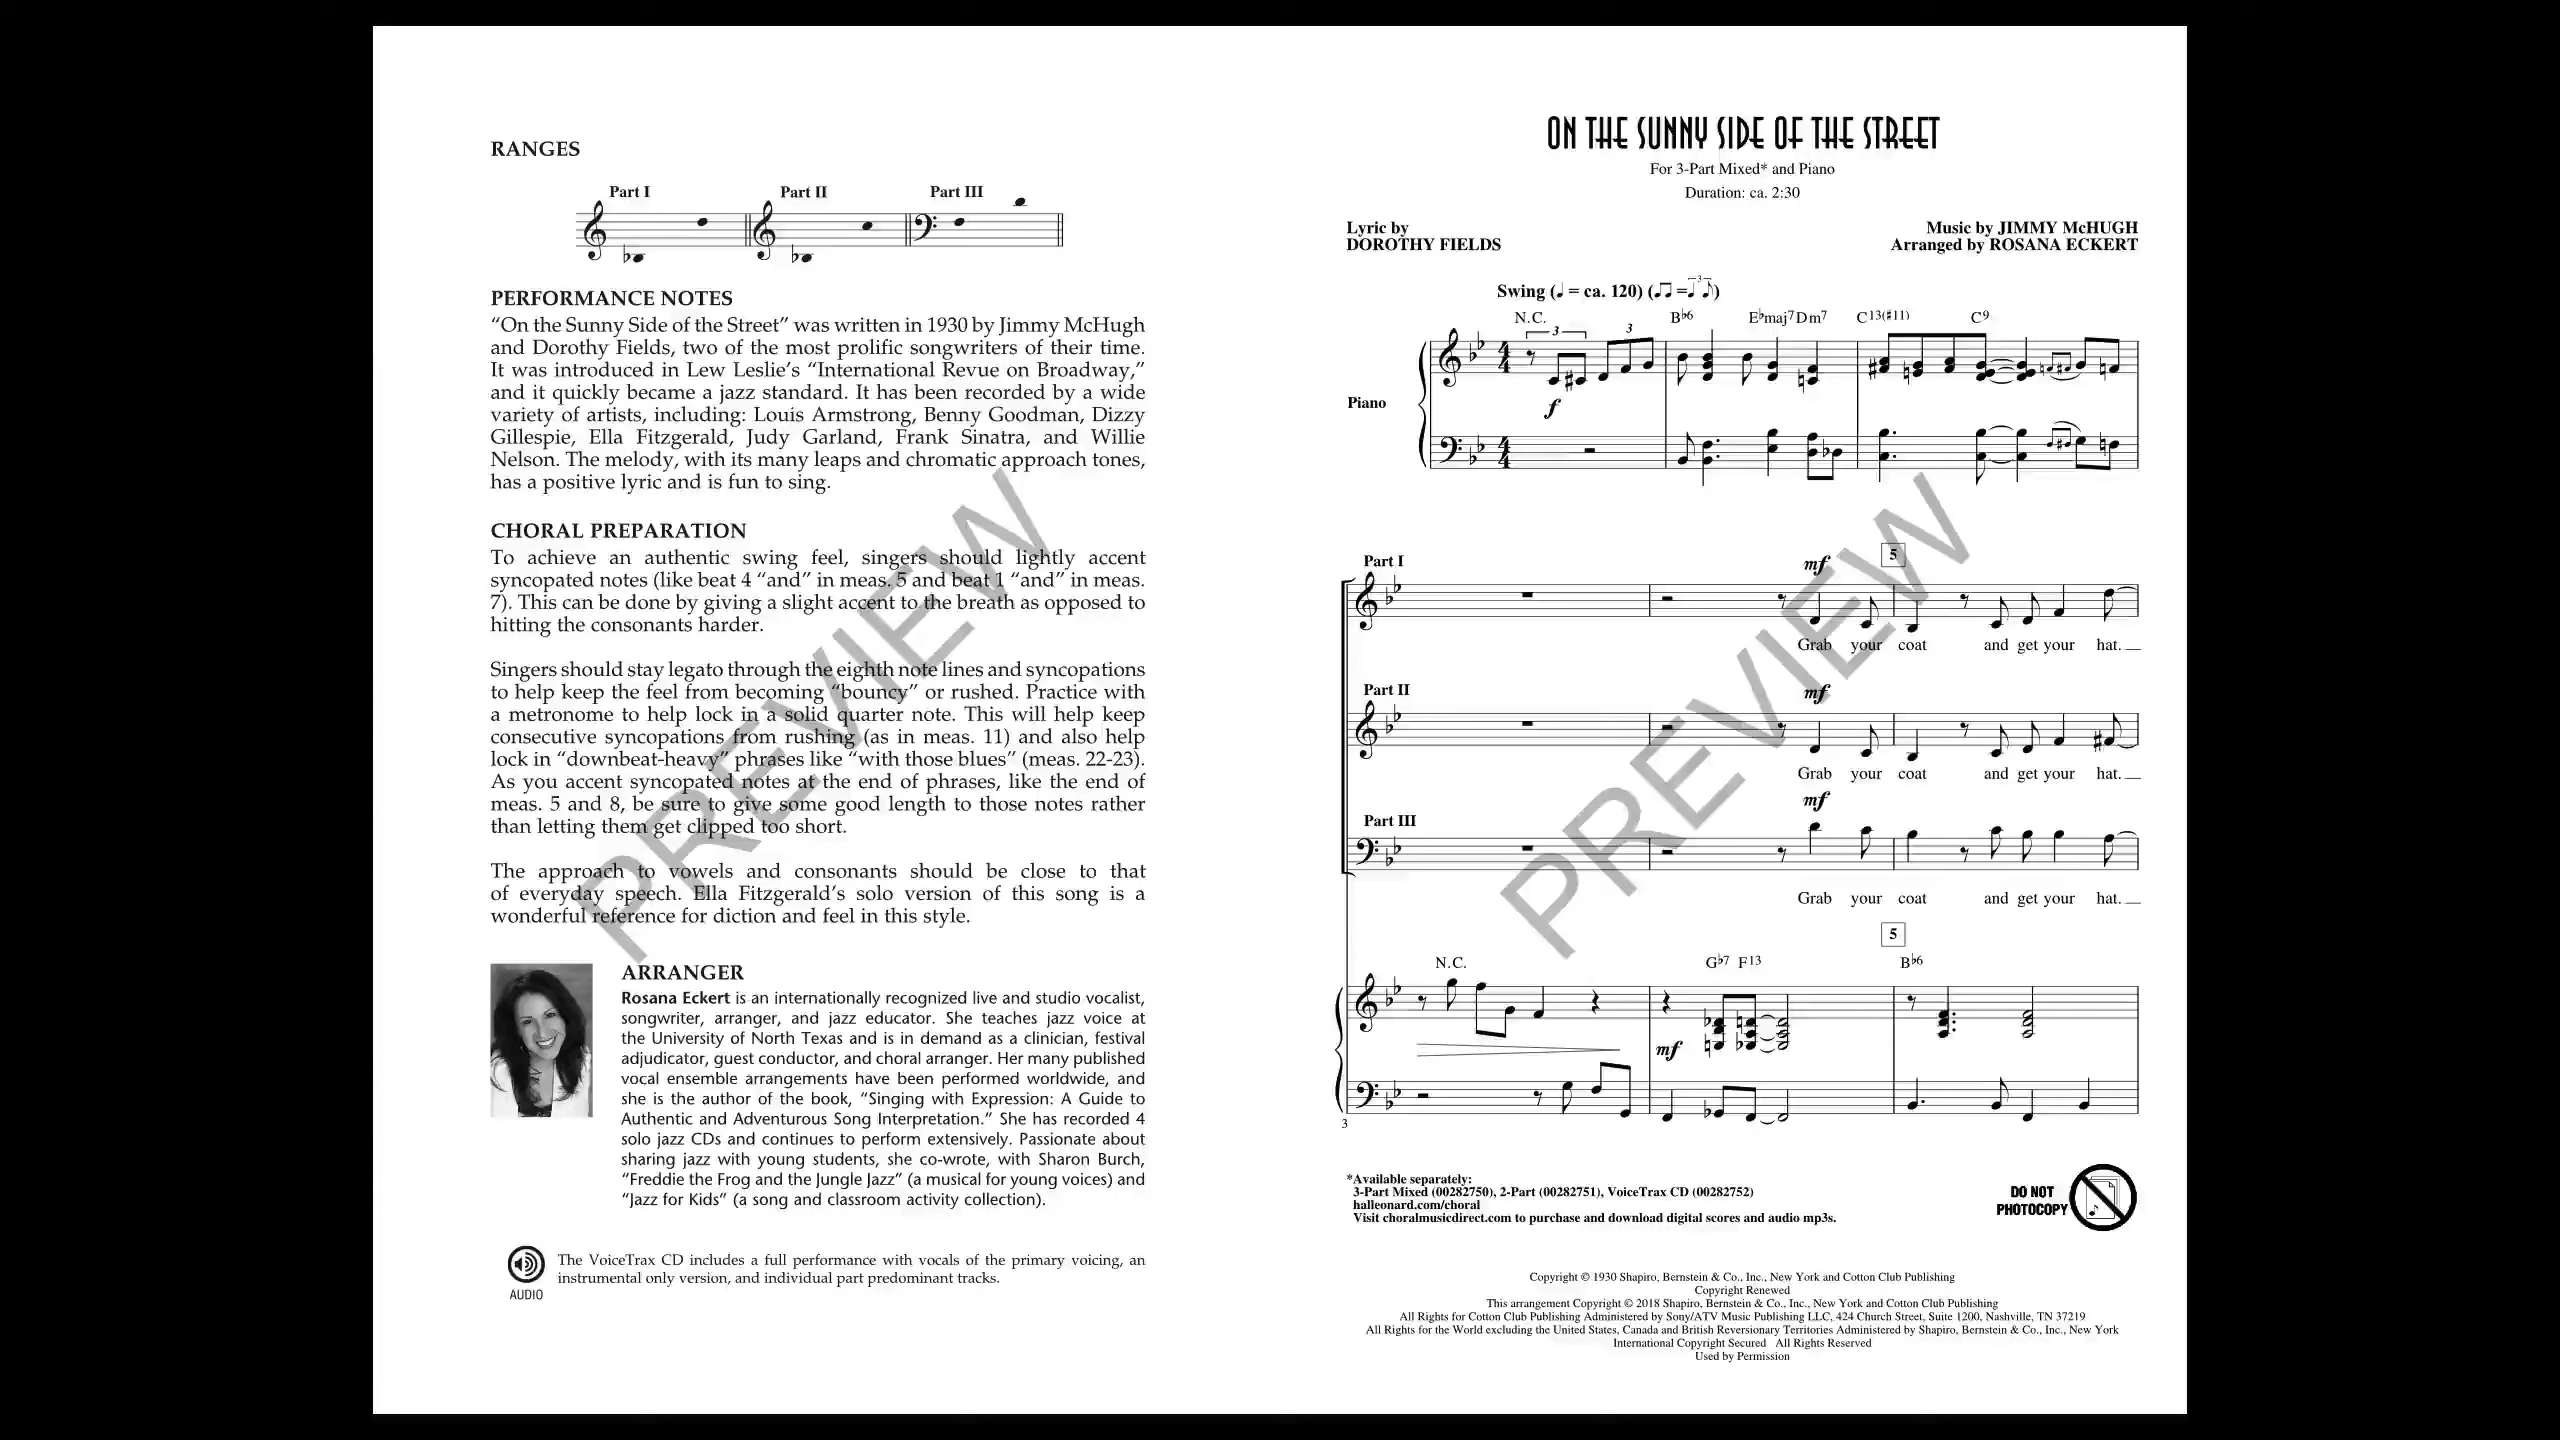 RANGES
Part I
Part II
Part III
PERFORMANCE NOTES
“On the Sunny Side of the Street” was written in 1930 by Jimmy McHugh
and Dorothy Fields, two of the most prolific songwriters of their time.
It was introduced in Lew Leslie’s “International Revue on Broadway,”
and it quickly became a jazz standard. It has been recorded by a wide
variety of artists, including: Louis Armstrong, Benny Goodman, Dizzy
Gillespie, Ella Fitzgerald, Judy Garland, Frank Sinatra, and Willie
Nelson. The melody, with its many leaps and chromatic approach tones,
has a positive lyric and is fun to sing.
CHORAL PREPARATION
To achieve an authentic swing feel, singers should lightly accent
syncopated notes (like beat 4 “and” in meas. 5 and beat 1 “and” in meas.
7). This can be done by giving a slight accent to the breath as opposed to
hitting the consonants harder.
Singers should stay legato through the eighth note lines and syncopations
to help keep the feel from becoming “bouncy” or rushed. Practice with
a metronome to help lock in a solid quarter note. This will help keep
consecutive syncopations from rushing (as in meas. 11) and also help
lock in “downbeat-heavy” phrases like “with those blues” (meas. 22-23).
As you accent syncopated notes at the end of phrases, like the end of
meas. 5 and 8, be sure to give some good length to those notes rather
than letting them get clipped too short.
The approach to vowels and consonants should be close to that
of everyday speech. Ella Fitzgerald’s solo version of this song is a
wonderful reference for diction and feel in this style.
PREVIEW
ARRANGER
Rosana Eckert is an internationally recognized live and studio vocalist,
songwriter, arranger, and jazz educator. She teaches jazz voice at
the University of North Texas and is in demand as a clinician, festival
adjudicator, guest conductor, and choral arranger. Her many published
vocal ensemble arrangements have been performed worldwide, and
she is the author of the book, “Singing with Expression: A Guide to
Authentic and Adventurous Song Interpretation.” She has recorded 4
solo jazz CDs and continues to perform extensively. Passionate about
sharing jazz with young students, she co-wrote, with Sharon Burch,
“Freddie the Frog and the Jungle Jazz” (a musical for young voices) and
“Jazz for Kids” (a song and classroom activity collection).
AUDIO
The VoiceTrax CD includes a full performance with vocals of the primary voicing, an
instrumental only version, and individual part predominant tracks.
ON THE SUNNY SIDE OF THE STREET
For 3-Part Mixed* and Piano
Duration: ca. 2:30
Lyric by
DOROTHY FIELDS
Music by JIMMY McHUGH
Arranged by ROSANA ECKERT
Swing (♩ = ca. 120) (♫ = ♩ ♪) 3
N.C. B♭6 E♭maj7 Dm7 C13(♯11) C9
3 3
Piano
f
Part I
mf
5
Grab your coat and get your hat.
Part II
mf
Grab your coat and get your hat.
Part III
mf
Grab your coat and get your hat.
5
N.C. G♭7 F13 B♭6
mf
3
PREVIEW
*Available separately:
3-Part Mixed (00282750), 2-Part (00282751), VoiceTrax CD (00282752)
halleonard.com/choral
Visit choralmusicdirect.com to purchase and download digital scores and audio mp3s.
DO NOT
PHOTOCOPY
Copyright © 1930 Shapiro, Bernstein & Co., Inc., New York and Cotton Club Publishing
Copyright Renewed
This arrangement Copyright © 2018 Shapiro, Bernstein & Co., Inc., New York and Cotton Club Publishing
All Rights for Cotton Club Publishing Administered by Sony/ATV Music Publishing LLC, 424 Church Street, Suite 1200, Nashville, TN 37219
All Rights for the World excluding the United States, Canada and British Reversionary Territories Administered by Shapiro, Bernstein & Co., Inc., New York
International Copyright Secured All Rights Reserved
Used by Permission